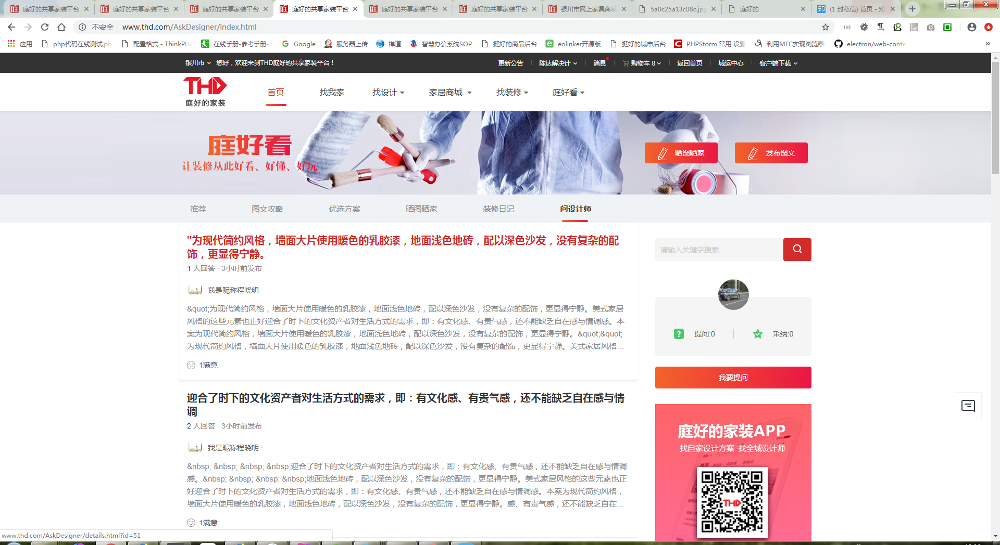 庭好的共享家装平台
庭好的共享家装平台
庭好的共享家装平台
庭好的共享家装平台
庭好的共享家装平台
庭好的共享家装平台
银川市网上家具商城
5a0c25a13c08c.jpg
庭好的
(1 封私信) 首页 - 知
不安全 www.thd.com/AskDesigner/index.html
应用 php代码在线测试,ph 配置格式 - ThinkPHP 在线手册-参考手册- Google 服务器上传 禅道 智慧办公系统SOP 挺好的商品后台 eolinker开源版 挺好的城市后台 PHPStorm 常用 设置 利用MFC实现浏览器 electron/web-conte »
银川市 您好，欢迎来到THD庭好的共享家装平台！ 更新公告 陈达解决计 消息 购物车 8 返回首页 城运中心 客户端下载
THD
庭好的家装
首页 找我家 找设计 家居商城 找装修 庭好看
庭好看
让装修从此好看、好懂、好玩
晒图晒家 发布图文
推荐 图文攻略 优选方案 晒图晒家 装修日记 问设计师
"为现代简约风格，墙面大片使用暖色的乳胶漆，地面浅色地砖，配以深色沙发，没有复杂的配
饰，更显得宁静。
1 人回答 · 3小时前发布
我是昵称程晓明 ·
&quot;为现代简约风格，墙面大片使用暖色的乳胶漆，地面浅色地砖，配以深色沙发，没有复杂的配饰，更显得宁静。美式家居
风格的这些元素也正好迎合了时下的文化资产者对生活方式的需求，即：有文化感、有贵气感，还不能缺乏自在感与情调感。本
案为现代简约风格，墙面大片使用暖色的乳胶漆，地面浅色地砖，配以深色沙发，没有复杂的配饰，更显得宁静。&quot;&quot;
为现代简约风格，墙面大片使用暖色的乳胶漆，地面浅色地砖，配以深色沙发，没有复杂的配饰，更显得宁静。美式家居风格…
1满意
迎合了时下的文化资产者对生活方式的需求，即：有文化感、有贵气感，还不能缺乏自在感与情
调
2 人回答 · 3小时前发布
我是昵称程晓明 ·
&nbsp; &nbsp; &nbsp; &nbsp;迎合了时下的文化资产者对生活方式的需求，即：有文化感、有贵气感，还不能缺乏自在感与情调
感。&nbsp; &nbsp; &nbsp; &nbsp;地面浅色地砖，配以深色沙发，没有复杂的配饰，更显得宁静。美式家居风格的这些元素也正
好迎合了时下的文化资产者对生活方式的需求，即：有文化感、有贵气感，还不能缺乏自在感与情调感。本案为现代简约风格，
墙面大片使用暖色的乳胶漆，地面浅色地砖，配以深色沙发，没有复杂的配饰，更显得宁静。感、有贵气感，还不能缺乏自在…
1满意
请输入关键字搜索
提问:0 采纳:0
我要提问
庭好的家装APP
找自家设计方案 找全城设计师
THD
www.thd.com/AskDesigner/details.html?id=51